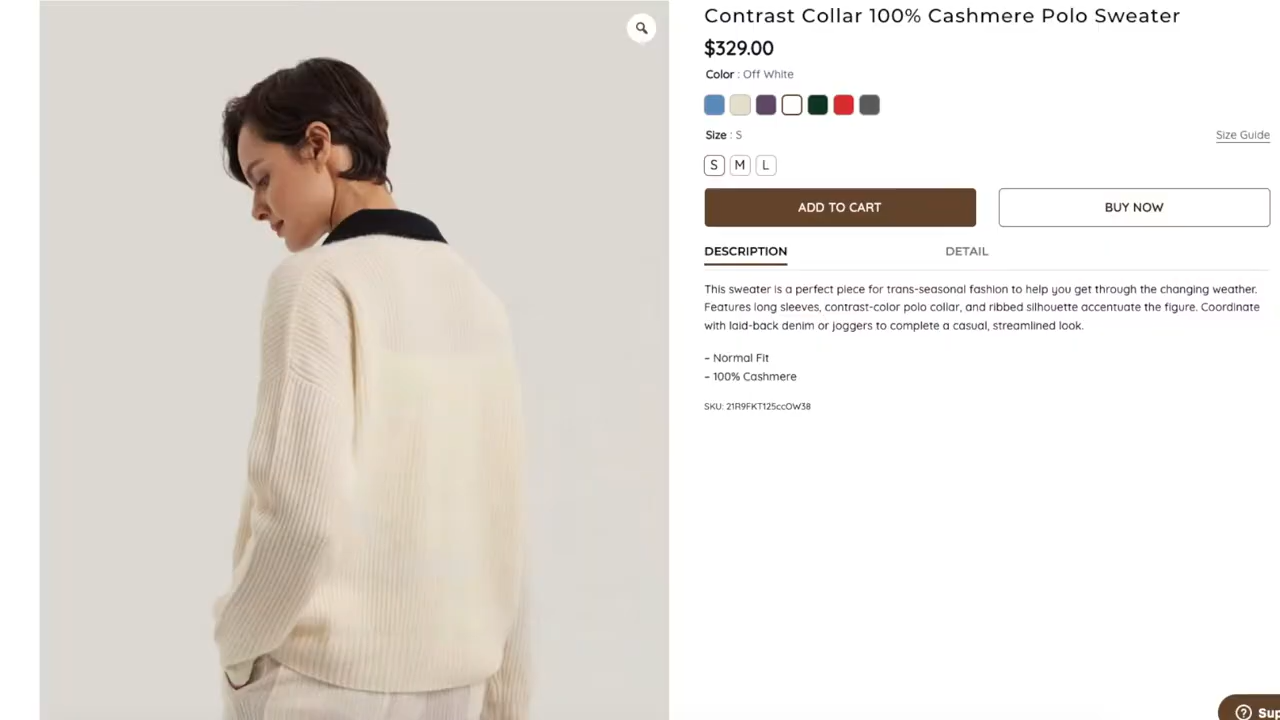 Contrast Collar 100% Cashmere Polo Sweater
$329.00
Color : Off White
Size : S
Size Guide
S M L
ADD TO CART
BUY NOW
DESCRIPTION
DETAIL
This sweater is a perfect piece for trans-seasonal fashion to help you get through the changing weather.
Features long sleeves, contrast-color polo collar, and ribbed silhouette accentuate the figure. Coordinate
with laid-back denim or joggers to complete a casual, streamlined look.
– Normal Fit
– 100% Cashmere
SKU: 21R9FKT125ccOW38
Sup